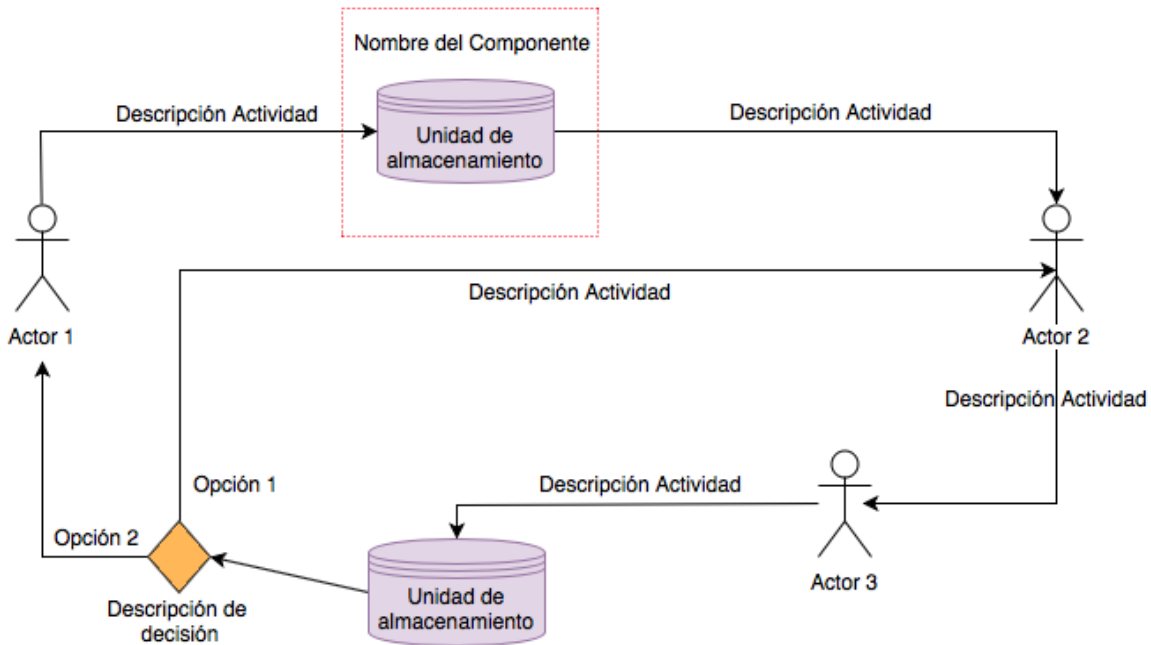 Nombre del Componente
Descripción Actividad
Descripción Actividad
Unidad de
almacenamiento
Descripción Actividad
Actor 1
Actor 2
Descripción Actividad
Opción 1
Descripción Actividad
Opción 2
Actor 3
Unidad de
almacenamiento
Descripción de
decisión